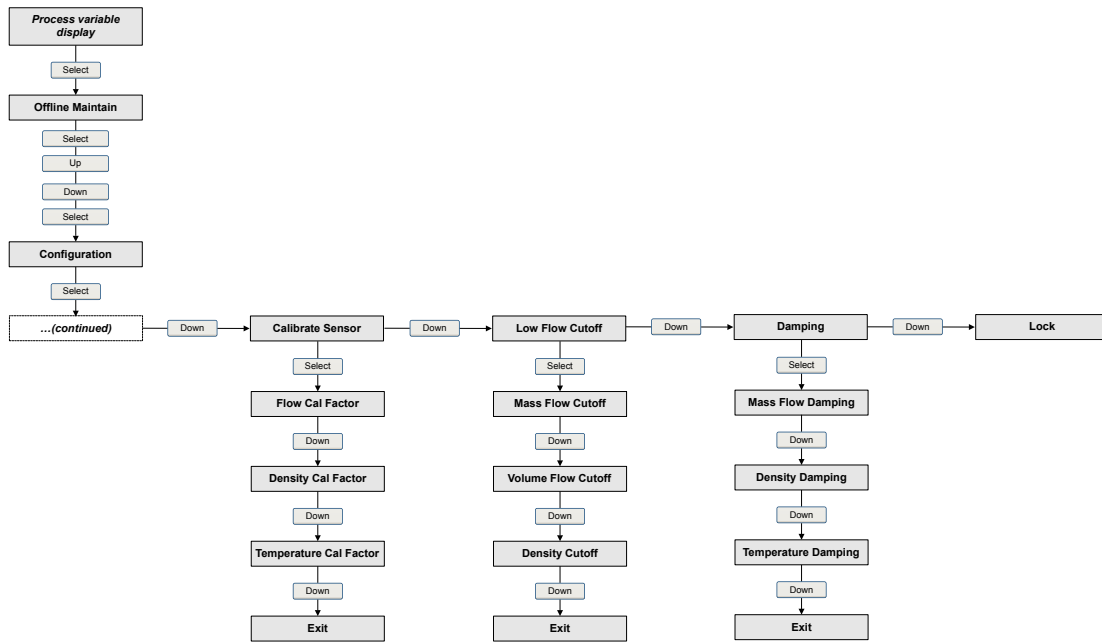 Process variable
display
Select
Offline Maintain
Select
Up
Down
Select
Configuration
Select
...(continued)
Down
Calibrate Sensor
Down
Low Flow Cutoff
Down
Damping
Down
Lock
Select
Flow Cal Factor
Down
Density Cal Factor
Down
Temperature Cal Factor
Down
Exit
Select
Mass Flow Cutoff
Down
Volume Flow Cutoff
Down
Density Cutoff
Down
Exit
Select
Mass Flow Damping
Down
Density Damping
Down
Temperature Damping
Down
Exit